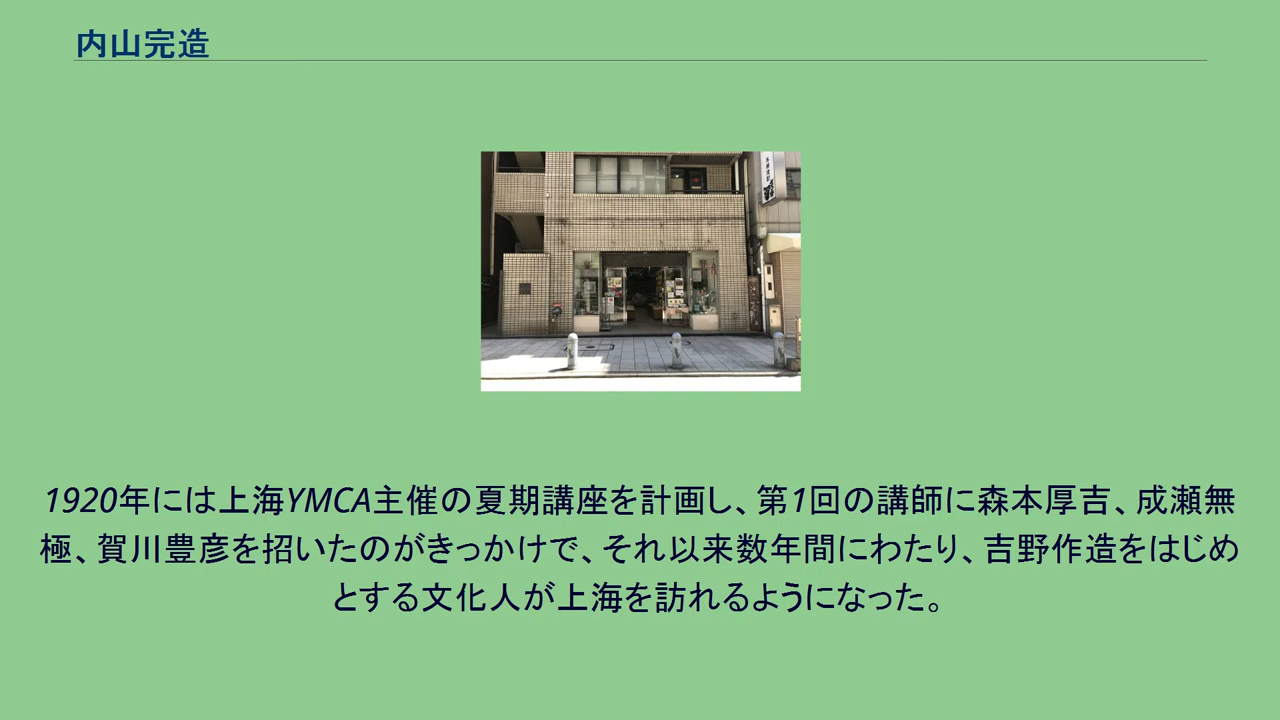 内山完造
1920年には上海YMCA主催の夏期講座を計画し、第1回の講師に森本厚吉、成瀬無
極、賀川豊彦を招いたのがきっかけで、それ以来数年間にわたり、吉野作造をはじめ
とする文化人が上海を訪れるようになった。